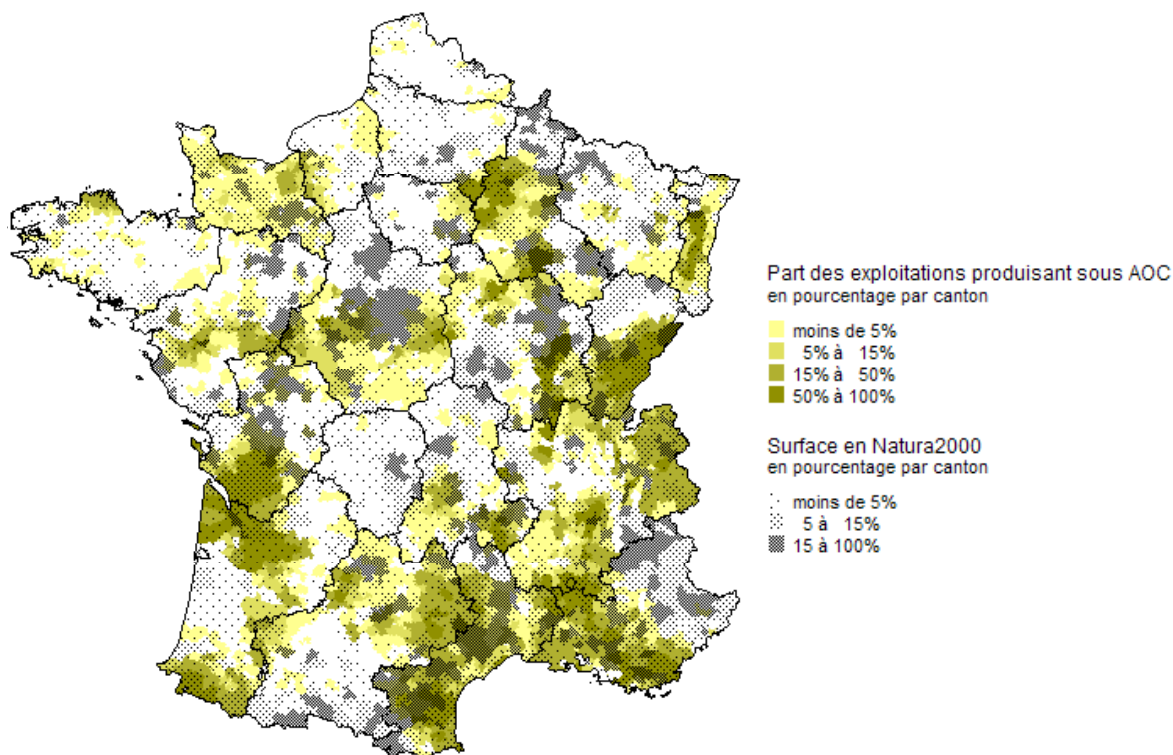 Part des exploitations produisant sous AOC
en pourcentage par canton
moins de 5%
5% à 15%
15% à 50%
50% à 100%
Surface en Natura2000
en pourcentage par canton
moins de 5%
5 à 15%
15 à 100%